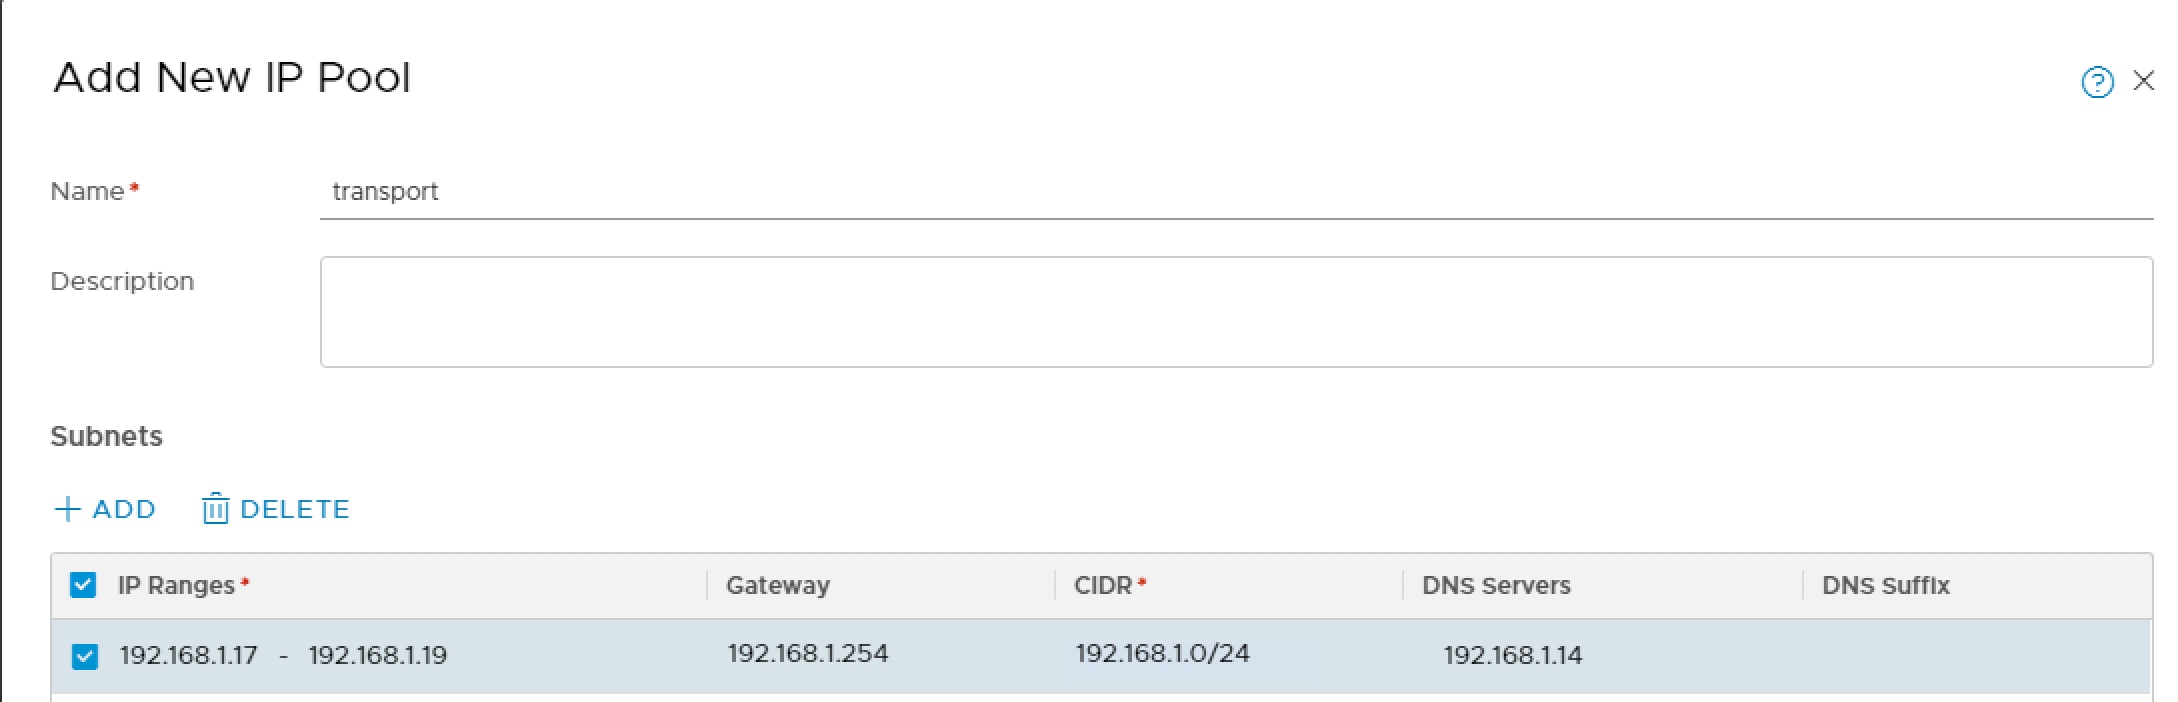 Add New IP Pool
?
Name* transport
Description
Subnets
+ ADD DELETE
IP Ranges* Gateway CIDR* DNS Servers DNS Suffix
192.168.1.17 - 192.168.1.19 192.168.1.254 192.168.1.0/24 192.168.1.14